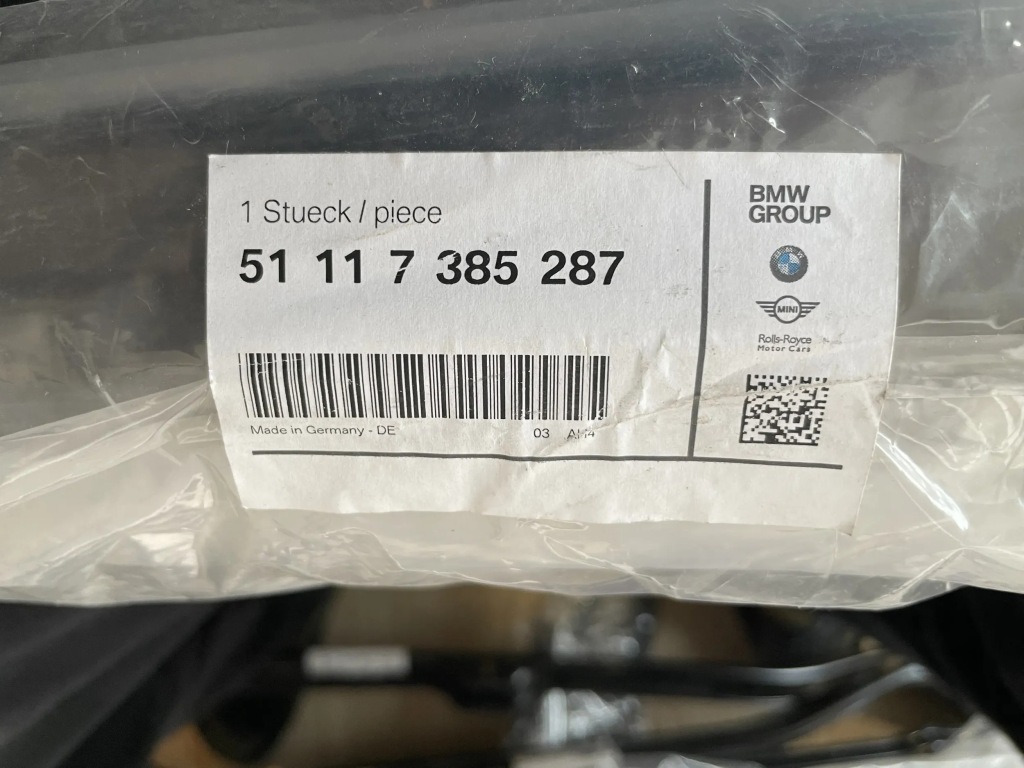 1 Stueck / piece
51 11 7 385 287
Made in Germany - DE
03 AH4
BMW
GROUP
MINI
Rolls-Royce
Motor Cars